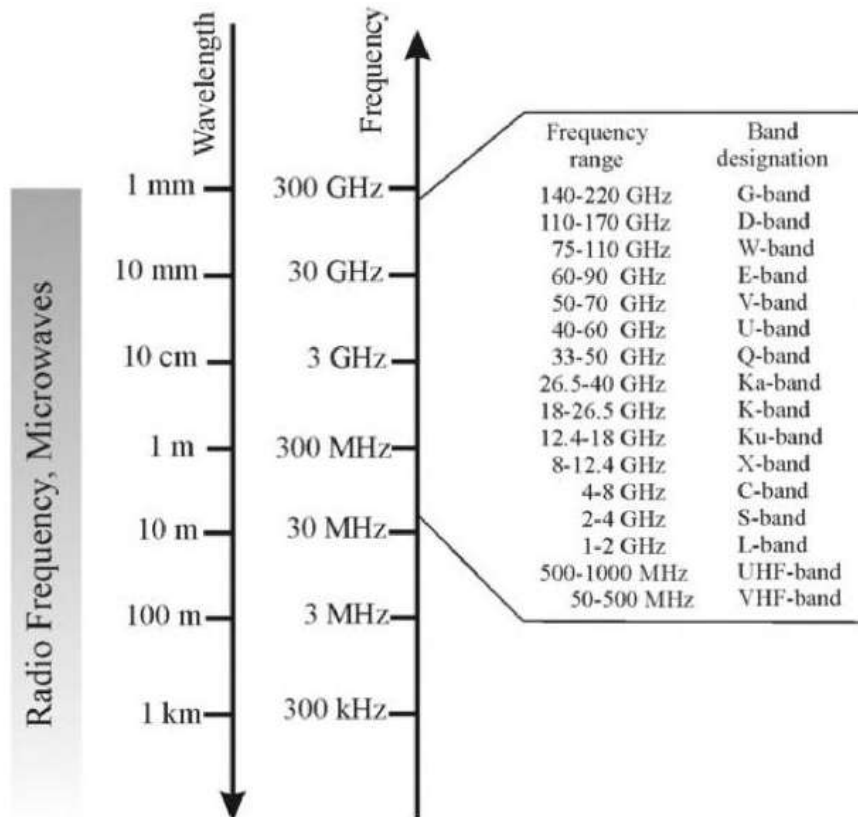 Wavelength
Frequency
Radio Frequency, Microwaves
1 mm
10 mm
10 cm
1 m
10 m
100 m
1 km
300 GHz
30 GHz
3 GHz
300 MHz
30 MHz
3 MHz
300 kHz
Frequency range Band designation
140-220 GHz G-band
110-170 GHz D-band
75-110 GHz W-band
60-90 GHz E-band
50-70 GHz V-band
40-60 GHz U-band
33-50 GHz Q-band
26.5-40 GHz Ka-band
18-26.5 GHz K-band
12.4-18 GHz Ku-band
8-12.4 GHz X-band
4-8 GHz C-band
2-4 GHz S-band
1-2 GHz L-band
500-1000 MHz UHF-band
50-500 MHz VHF-band